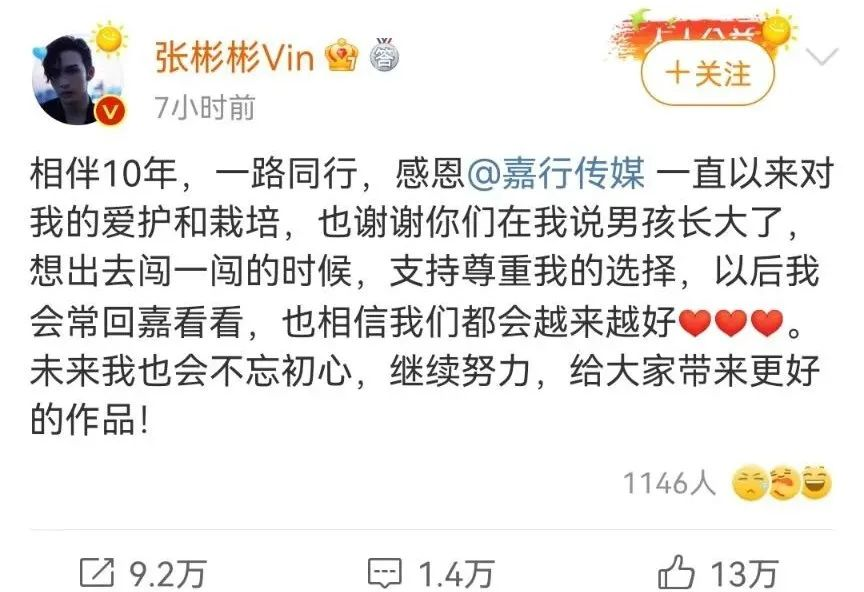 张彬彬Vin
答
+关注
7小时前
相伴10年，一路同行，感恩@嘉行传媒 一直以来对
我的爱护和栽培，也谢谢你们在我说男孩长大了，
想出去闯一闯的时候，支持尊重我的选择，以后我
会常回嘉看看，也相信我们都会越来越好❤❤❤。
未来我也会不忘初心，继续努力，给大家带来更好
的作品！
1146人
9.2万
1.4万
13万